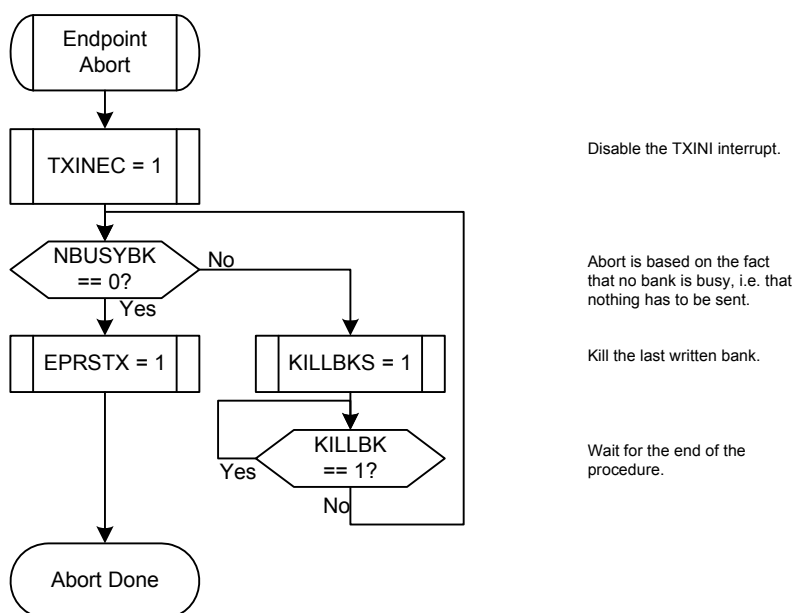 Endpoint
Abort
TXINEC = 1
Disable the TXINI interrupt.
NBUSYBK
== 0?
No
Yes
Abort is based on the fact
that no bank is busy, i.e. that
nothing has to be sent.
EPRSTX = 1
KILLBKS = 1
Kill the last written bank.
KILLBK
== 1?
Yes
No
Wait for the end of the
procedure.
Abort Done